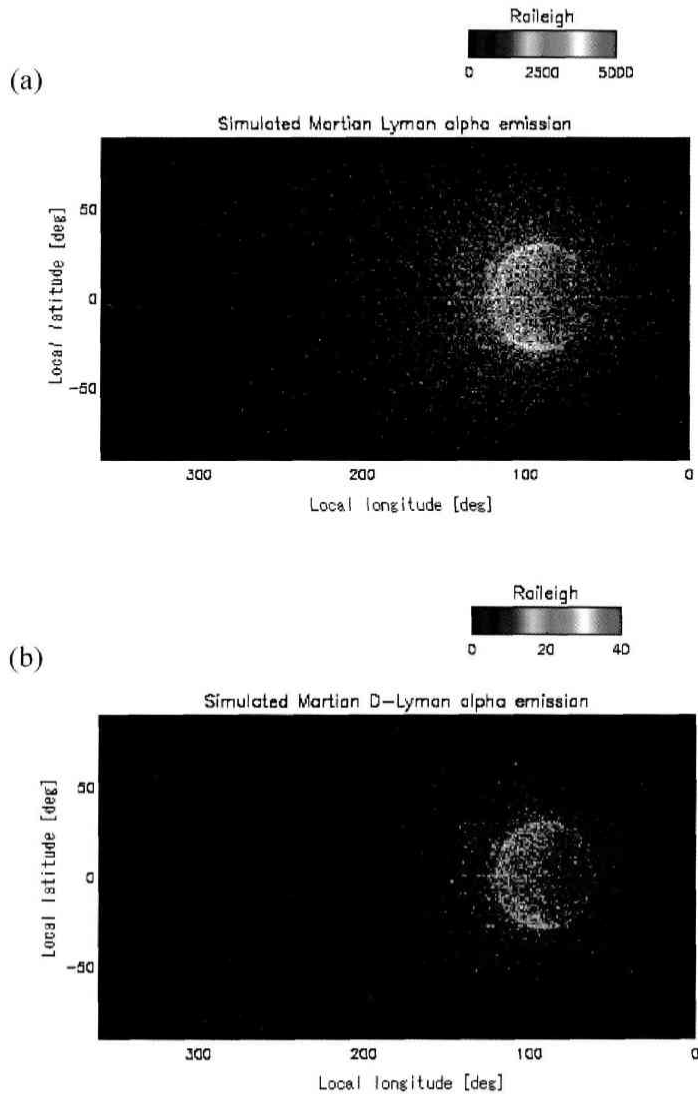 Raileigh
0 2500 5000
(a)
Simulated Martian Lyman alpha emission
50
0
-50
Local latitude [deg]
300 200 100 0
Local longitude [deg]
Raileigh
0 20 40
(b)
Simulated Martian D-Lyman alpha emission
50
0
-50
Local latitude [deg]
300 200 100 0
Local longitude [deg]